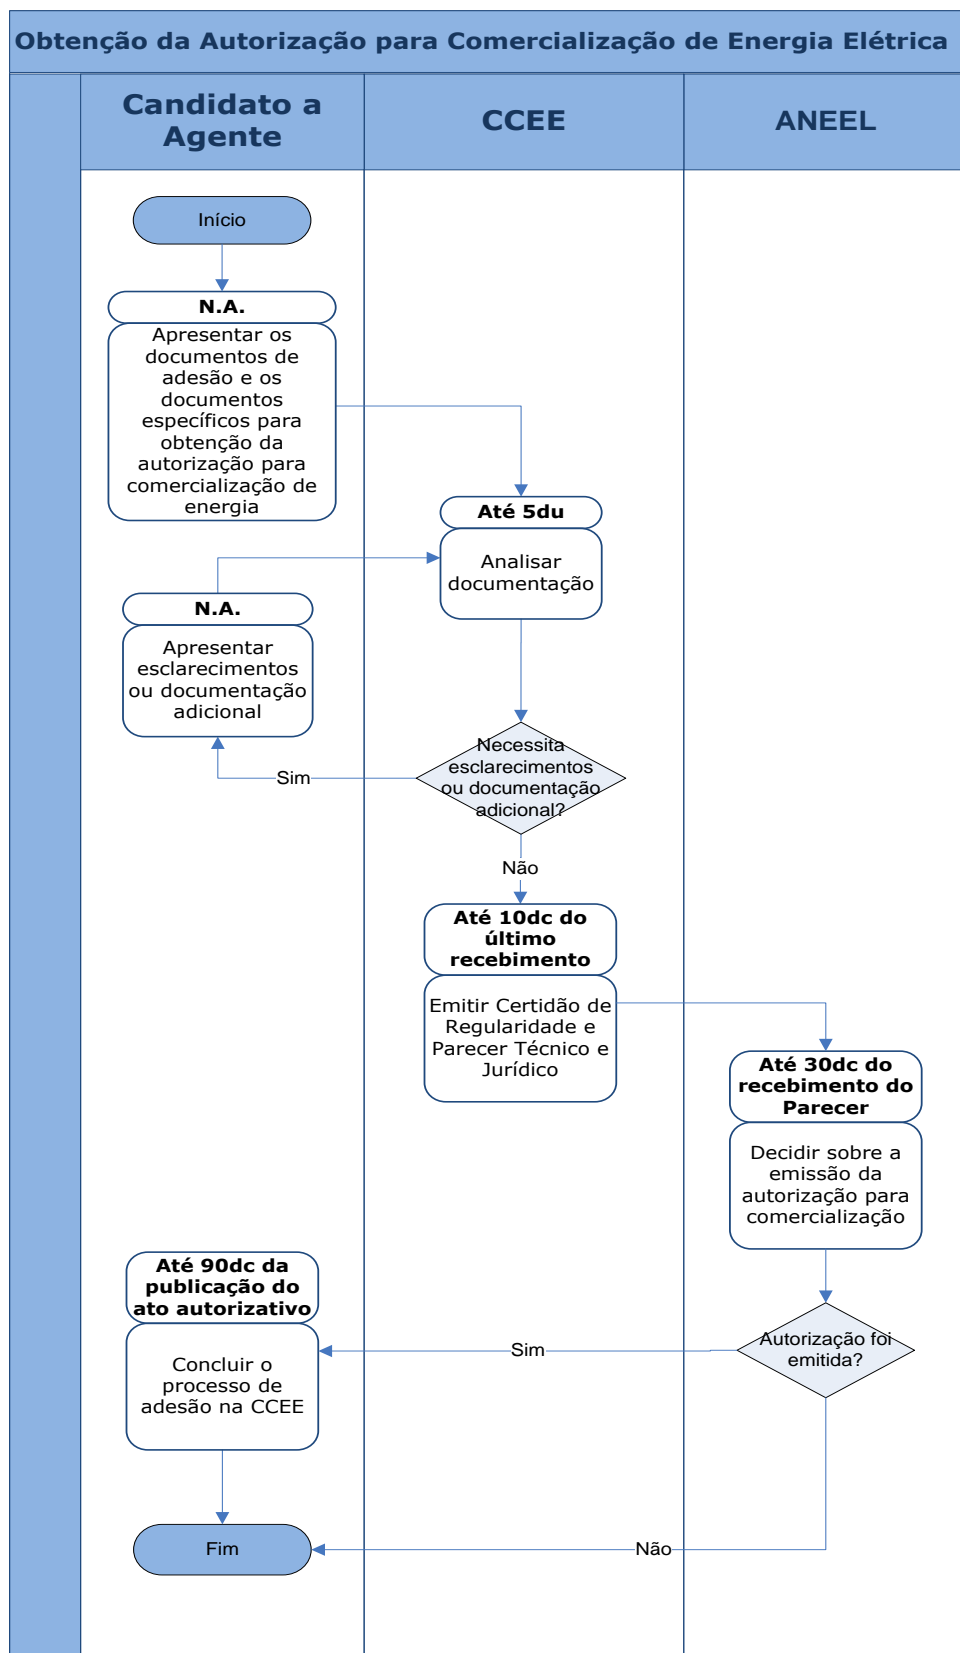 Obtenção da Autorização para Comercialização de Energia Elétrica
Candidato a
Agente
CCEE
ANEEL
Início
N.A.
Apresentar os
documentos de
adesão e os
documentos
específicos para
obtenção da
autorização para
comercialização de
energia
Até 5du
Analisar
documentação
N.A.
Apresentar
esclarecimentos
ou documentação
adicional
Necessita
esclarecimentos
ou documentação
adicional?
Sim
Não
Até 10dc do
último
recebimento
Emitir Certidão de
Regularidade e
Parecer Técnico e
Jurídico
Até 30dc do
recebimento do
Parecer
Decidir sobre a
emissão da
autorização para
comercialização
Autorização foi
emitida?
Sim
Até 90dc da
publicação do
ato autorizativo
Concluir o
processo de
adesão na CCEE
Não
Fim